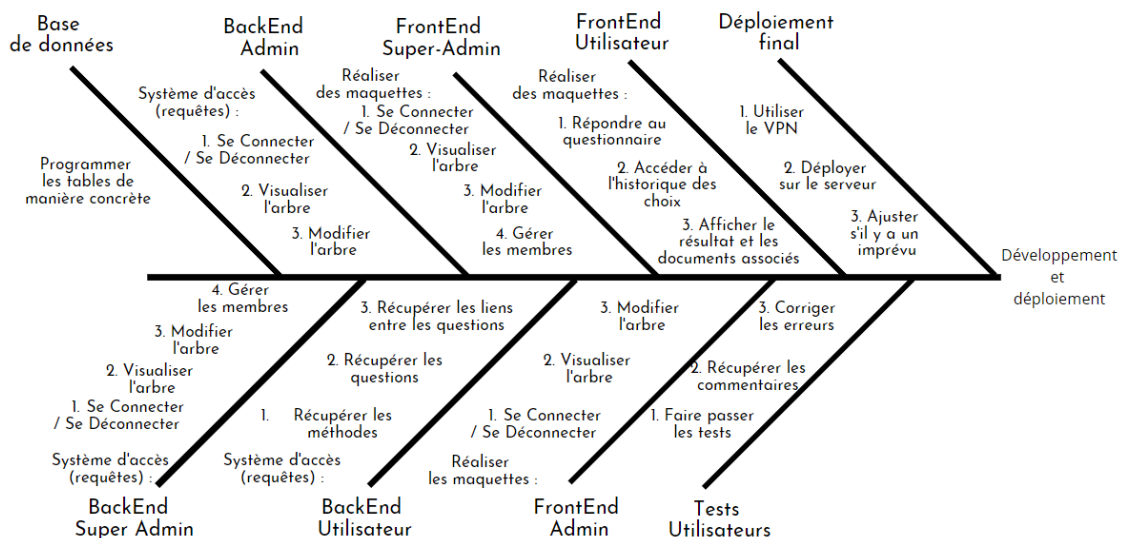 Base
de données
Programmer
les tables de
manière concrète
BackEnd
Admin
Système d'accès
(requêtes) :
1. Se Connecter
/ Se Déconnecter
2. Visualiser
l'arbre
3. Modifier
l'arbre
FrontEnd
Super-Admin
Réaliser
des maquettes :
1. Se Connecter
/ Se Déconnecter
2. Visualiser
l'arbre
3. Modifier
l'arbre
4. Gérer
les membres
FrontEnd
Utilisateur
Réaliser
des maquettes :
1. Répondre au
questionnaire
2. Accéder à
l'historique des
choix
3. Afficher le
résultat et les
documents associés
Déploiement
final
1. Utiliser
le VPN
2. Déployer
sur le serveur
3. Ajuster
s'il y a un
imprévu
Développement
et
déploiement
4. Gérer
les membres
3. Modifier
l'arbre
2. Visualiser
l'arbre
1. Se Connecter
/ Se Déconnecter
Système d'accès
(requêtes) :
BackEnd
Super Admin
3. Récupérer les liens
entre les questions
2. Récupérer les
questions
1. Récupérer les
méthodes
Système d'accès
(requêtes) :
BackEnd
Utilisateur
3. Modifier
l'arbre
2. Visualiser
l'arbre
1. Se Connecter
/ Se Déconnecter
Réaliser
les maquettes :
FrontEnd
Admin
3. Corriger
les erreurs
2. Récupérer les
commentaires
1. Faire passer
les tests
Tests
Utilisateurs